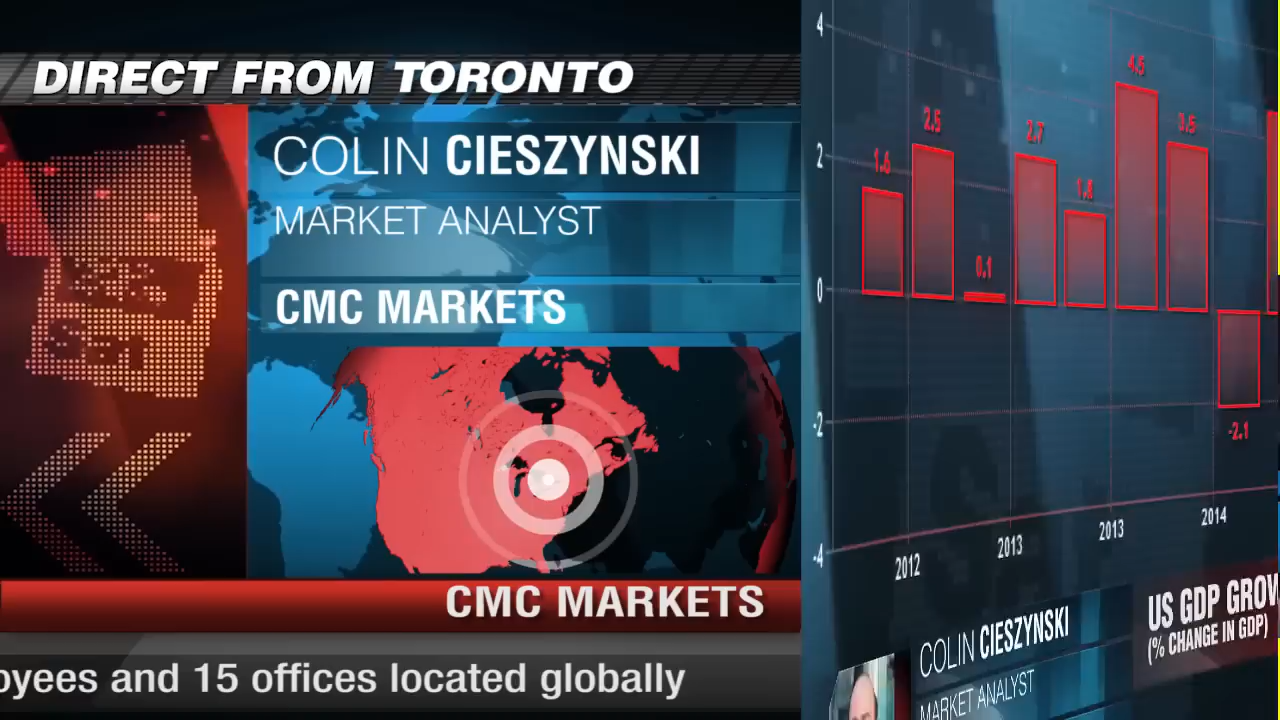 DIRECT FROM TORONTO
COLIN CIESZYNSKI
MARKET ANALYST
CMC MARKETS
CMC MARKETS
oyees and 15 offices located globally
4
2
0
-2
-4
1.6
2.5
0.1
2.7
1.8
4.5
3.5
-2.1
2012
2013
2013
2014
US GDP GROW
(% CHANGE IN GDP)
COLIN CIESZYNSKI
MARKET ANALYST